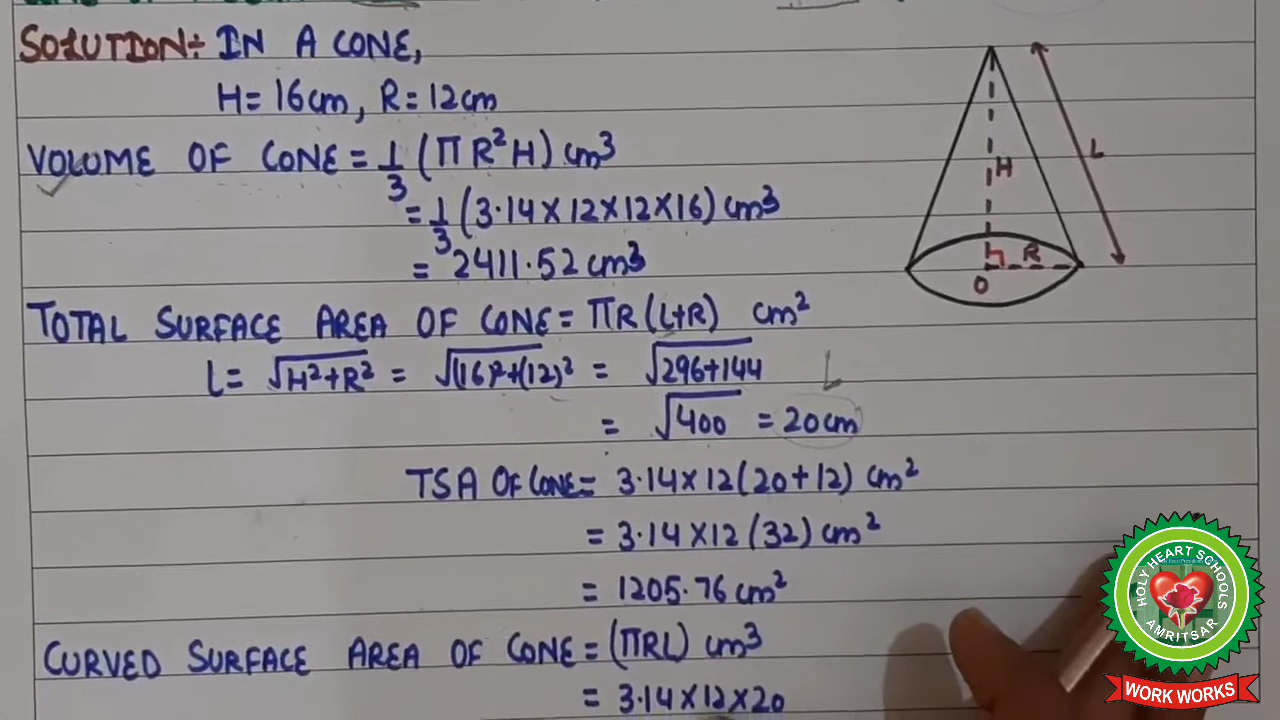 SOLUTION:- IN A CONE,
H = 16cm, R = 12cm
VOLUME OF CONE = 1/3 (πR²H) cm³
= 1/3 (3.14×12×12×16) cm³
= 2411.52 cm³
TOTAL SURFACE AREA OF CONE = πR(L+R) cm²
L = √H²+R² = √(16)²+(12)² = √296+144
L
= √400 = 20cm
TSA OF CONE = 3.14×12(20+12) cm²
= 3.14×12(32) cm²
= 1205.76 cm²
CURVED SURFACE AREA OF CONE = (πRL) cm³
= 3.14×12×20
H
L
R
O
HOLY HEART SCHOOLS
AMRITSAR
WORK WORKS